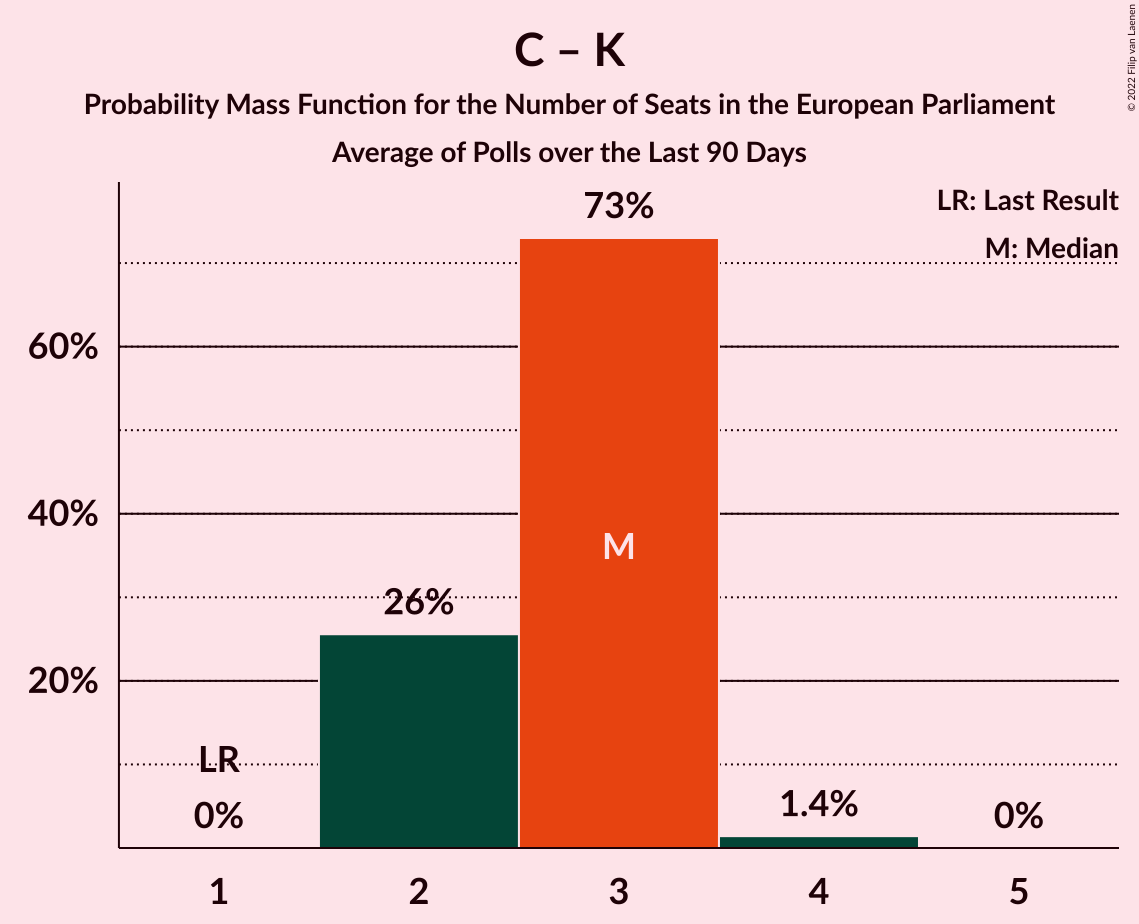 C – K
Probability Mass Function for the Number of Seats in the European Parliament
Average of Polls over the Last 90 Days
© 2022 Filip van Laenen
LR: Last Result
M: Median
73%
60%
40%
20%
26%
M
LR
0%
1.4%
0%
1
2
3
4
5